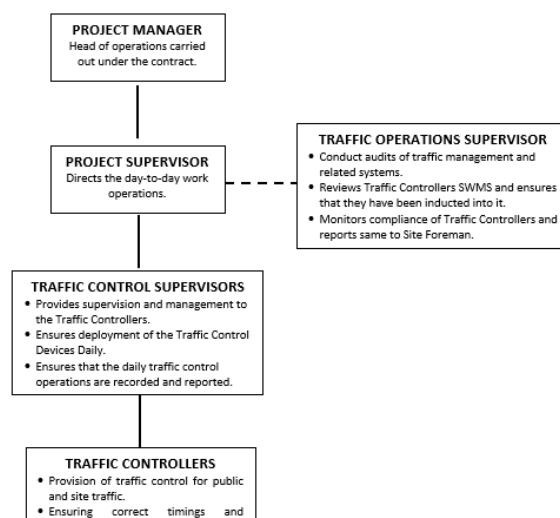 PROJECT MANAGER
Head of operations carried
out under the contract.
PROJECT SUPERVISOR
Directs the day-to-day work
operations.
TRAFFIC OPERATIONS SUPERVISOR
• Conduct audits of traffic management and
related systems.
• Reviews Traffic Controllers SWMS and ensures
that they have been inducted into it.
• Monitors compliance of Traffic Controllers and
reports same to Site Foreman.
TRAFFIC CONTROL SUPERVISORS
• Provides supervision and management to
the Traffic Controllers.
• Ensures deployment of the Traffic Control
Devices Daily.
• Ensures that the daily traffic control
operations are recorded and reported.
TRAFFIC CONTROLLERS
• Provision of traffic control for public
and site traffic.
• Ensuring correct timings and